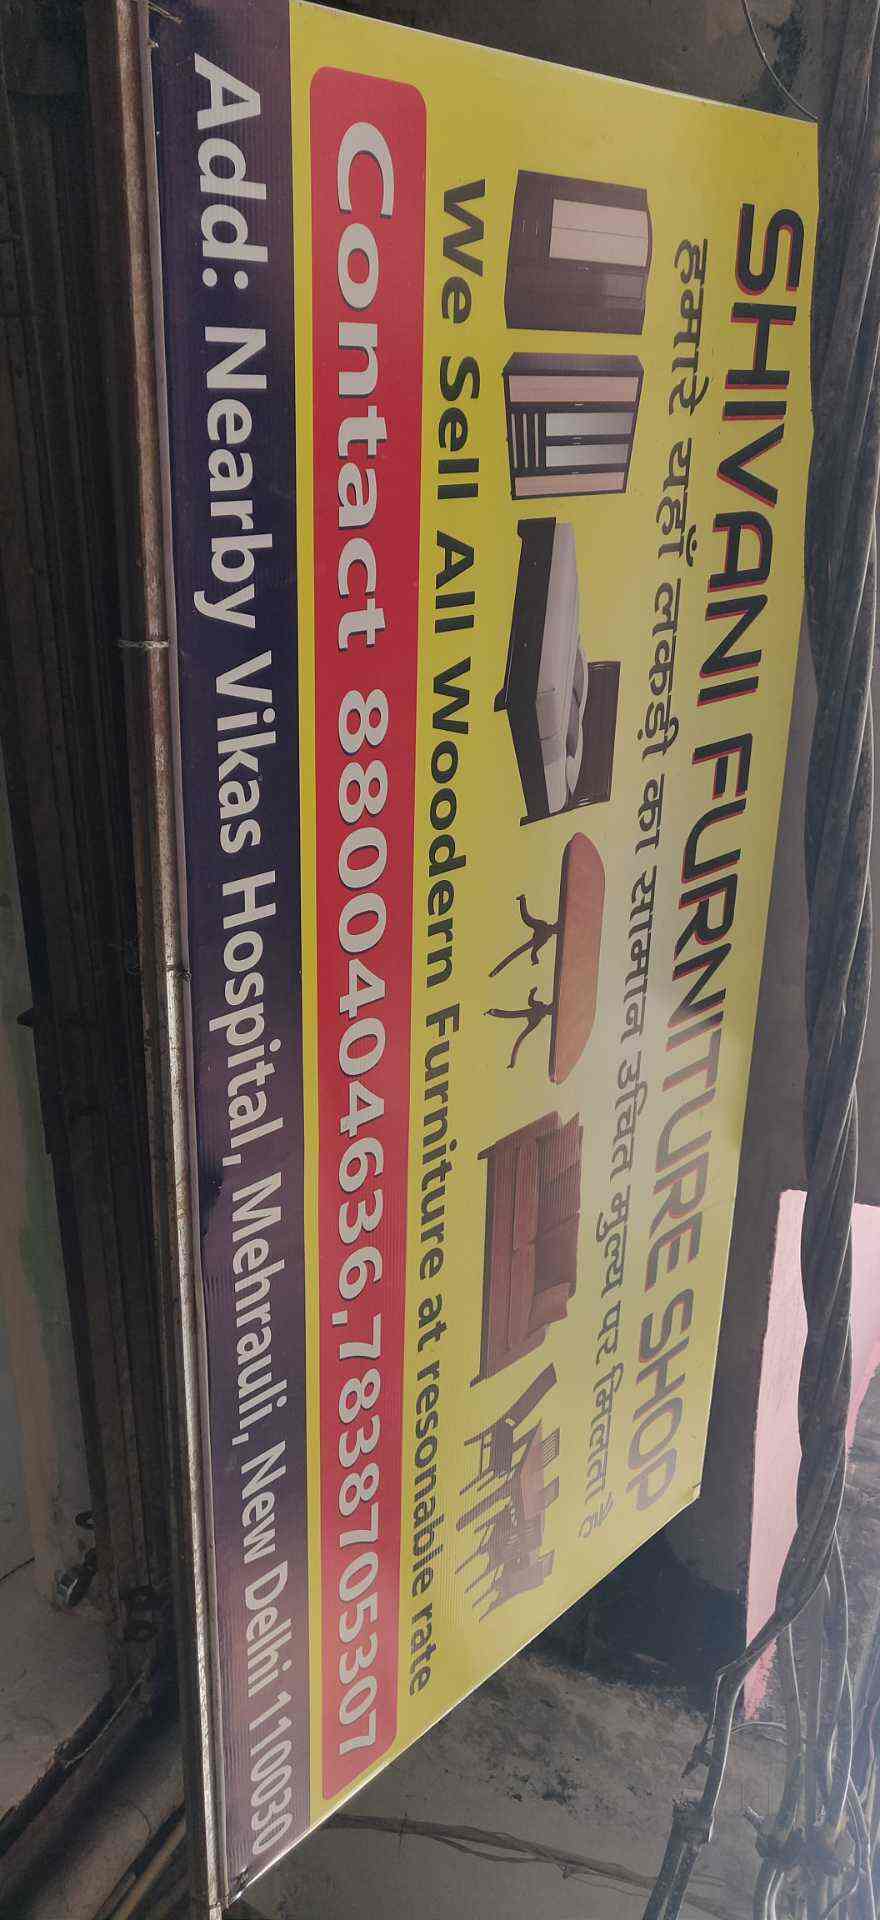 SHIVANI FURNITURE SHOP
हमारे यहाँ लकड़ी का सामान उचित मुल्य पर मिलता है
We Sell All Woodern Furniture at resonable rate
Contact 8800404636,7838705307
Add: Nearby Vikas Hospital, Mehrauli, New Delhi 110030